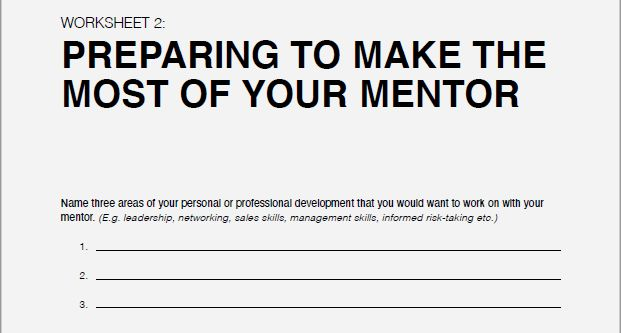 WORKSHEET 2:
PREPARING TO MAKE THE
MOST OF YOUR MENTOR
Name three areas of your personal or professional development that you would want to work on with your
mentor. (E.g. leadership, networking, sales skills, management skills, informed risk-taking etc.)
1.
2.
3.